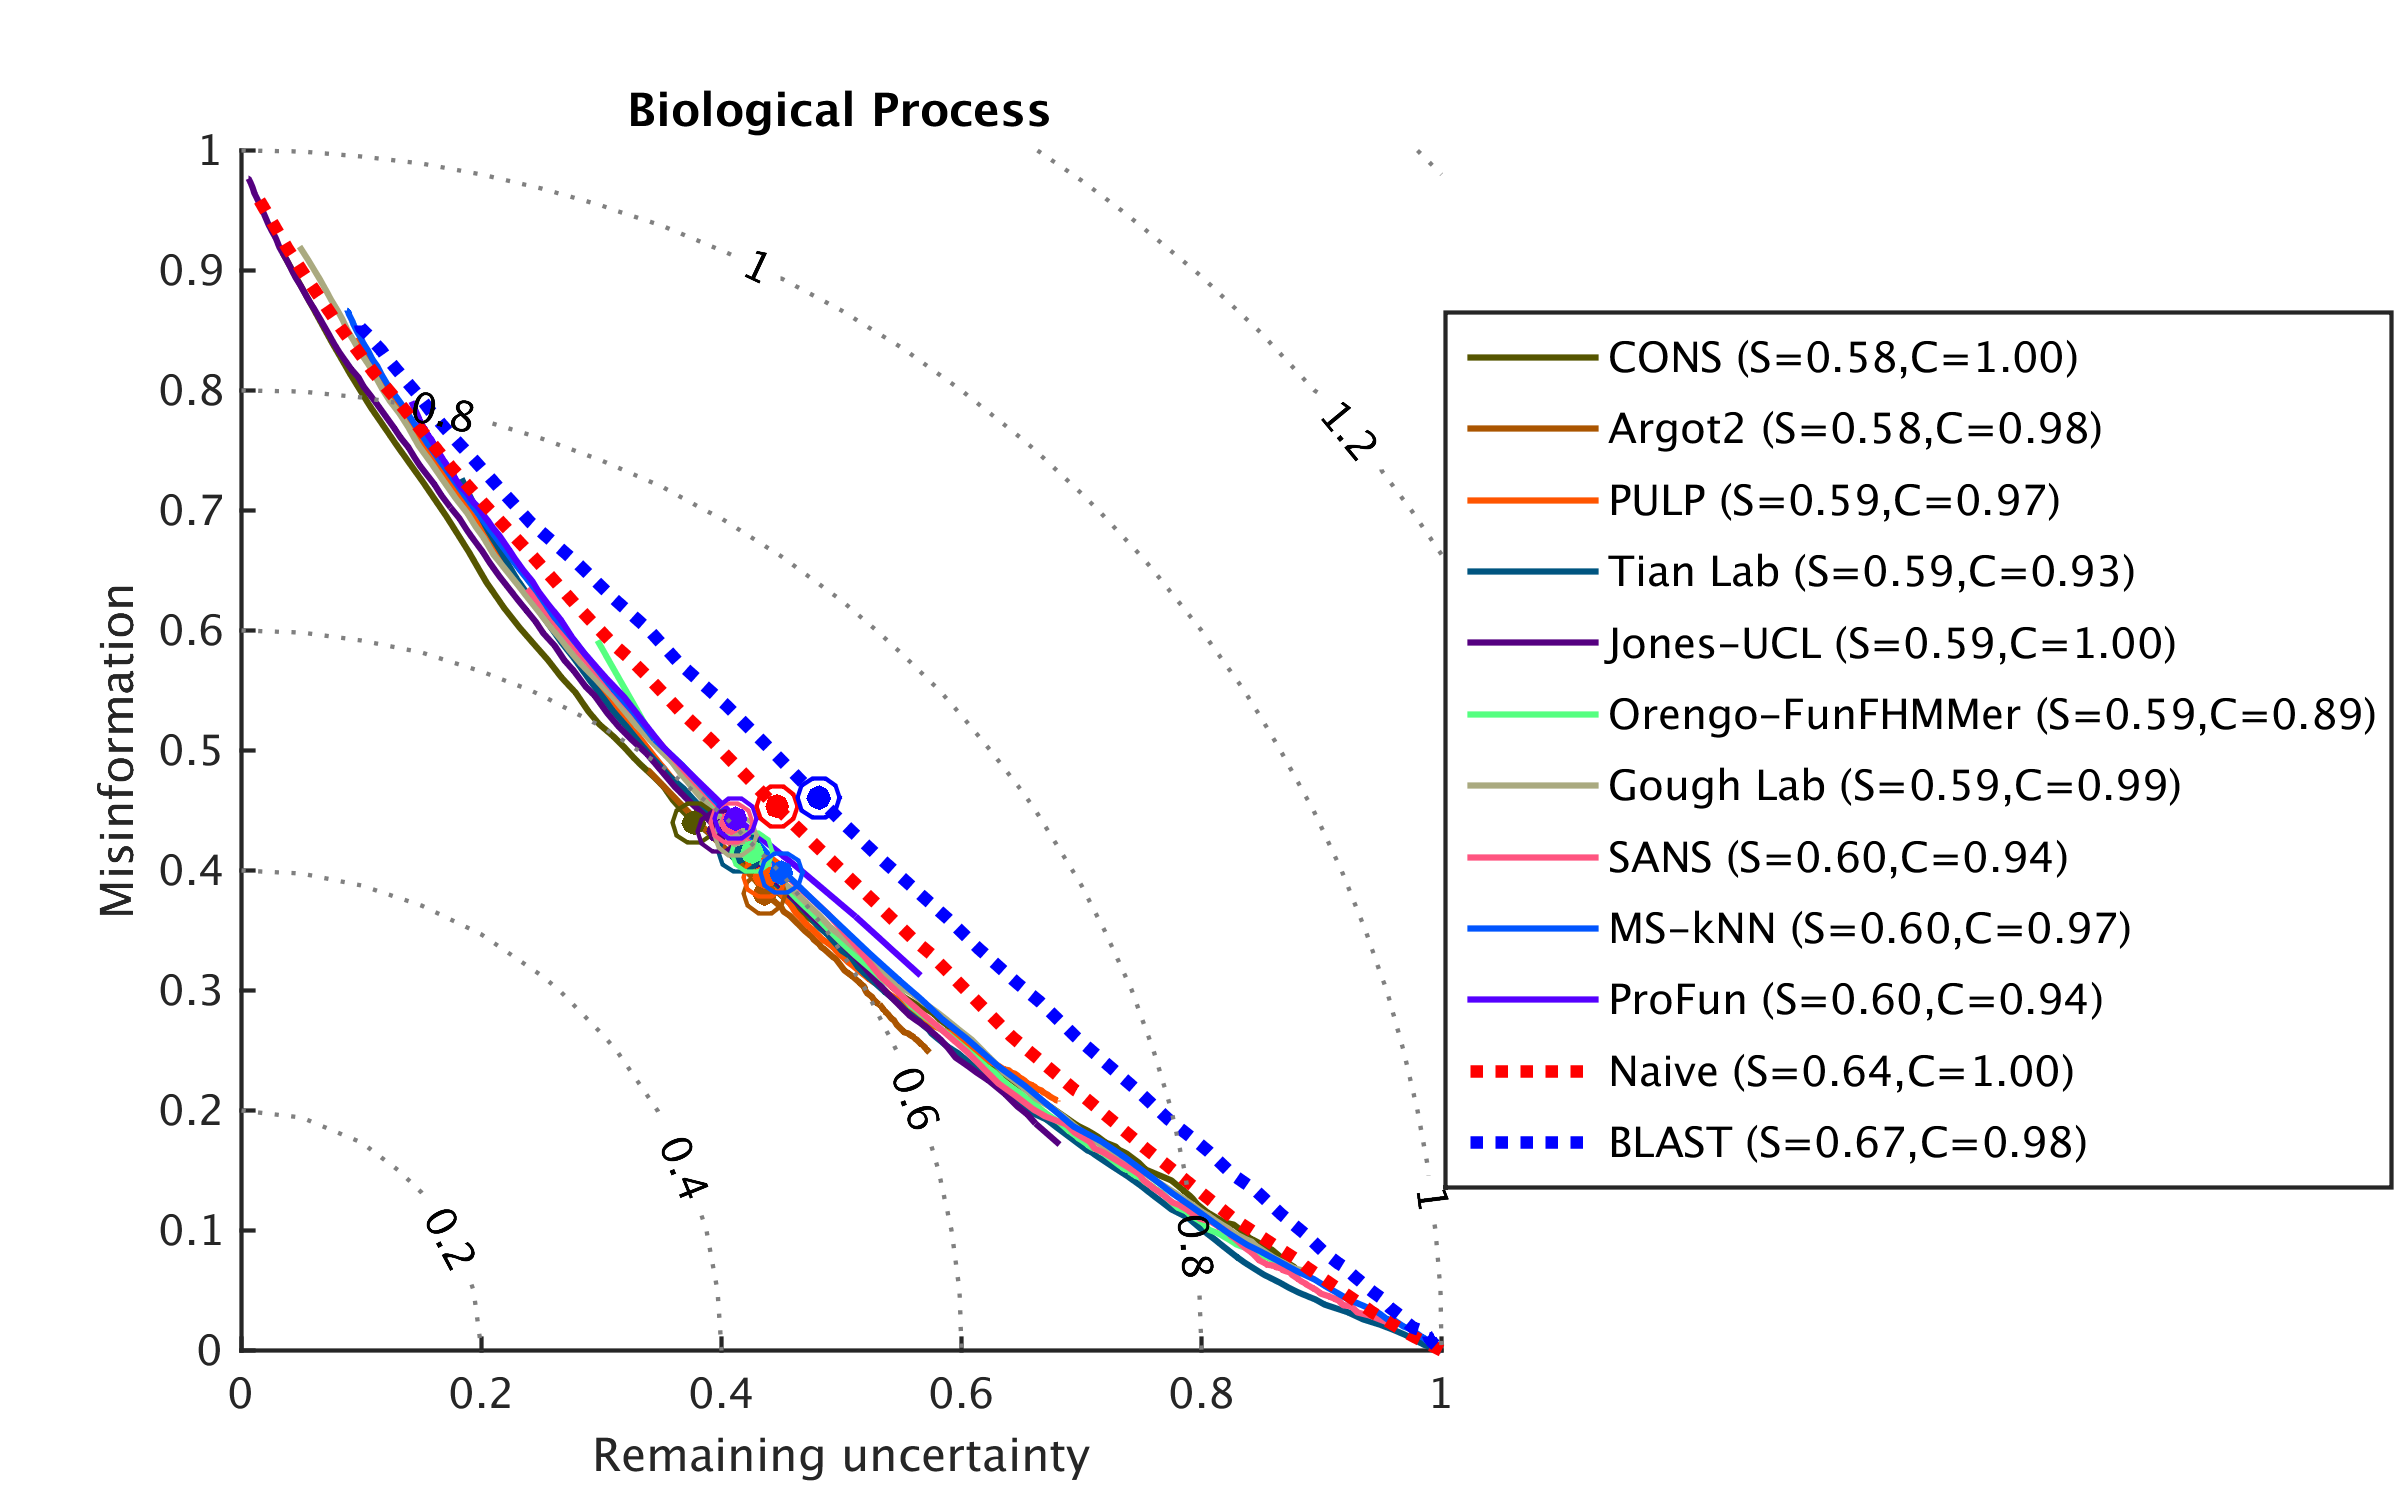 Biological Process
Misinformation
1
0.9
0.8
0.7
0.6
0.5
0.4
0.3
0.2
0.1
0
0
0.2
0.4
0.6
0.8
1
Remaining uncertainty
1
1.2
0.8
0.6
0.4
0.2
0.8
1
CONS (S=0.58,C=1.00)
Argot2 (S=0.58,C=0.98)
PULP (S=0.59,C=0.97)
Tian Lab (S=0.59,C=0.93)
Jones-UCL (S=0.59,C=1.00)
Orengo-FunFHMMer (S=0.59,C=0.89)
Gough Lab (S=0.59,C=0.99)
SANS (S=0.60,C=0.94)
MS-kNN (S=0.60,C=0.97)
ProFun (S=0.60,C=0.94)
Naive (S=0.64,C=1.00)
BLAST (S=0.67,C=0.98)